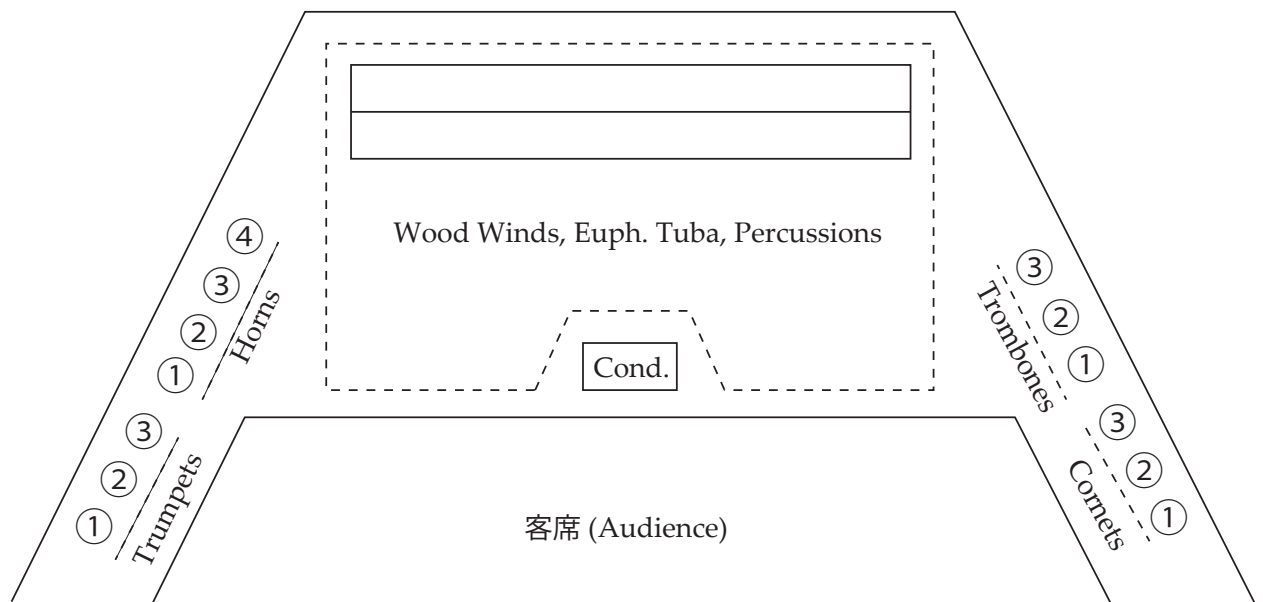 Wood Winds, Euph. Tuba, Percussions
④
③
②
①
Horns
③
②
①
Trumpets
Cond.
③
②
①
Trombones
③
②
①
Cornets
客席 (Audience)